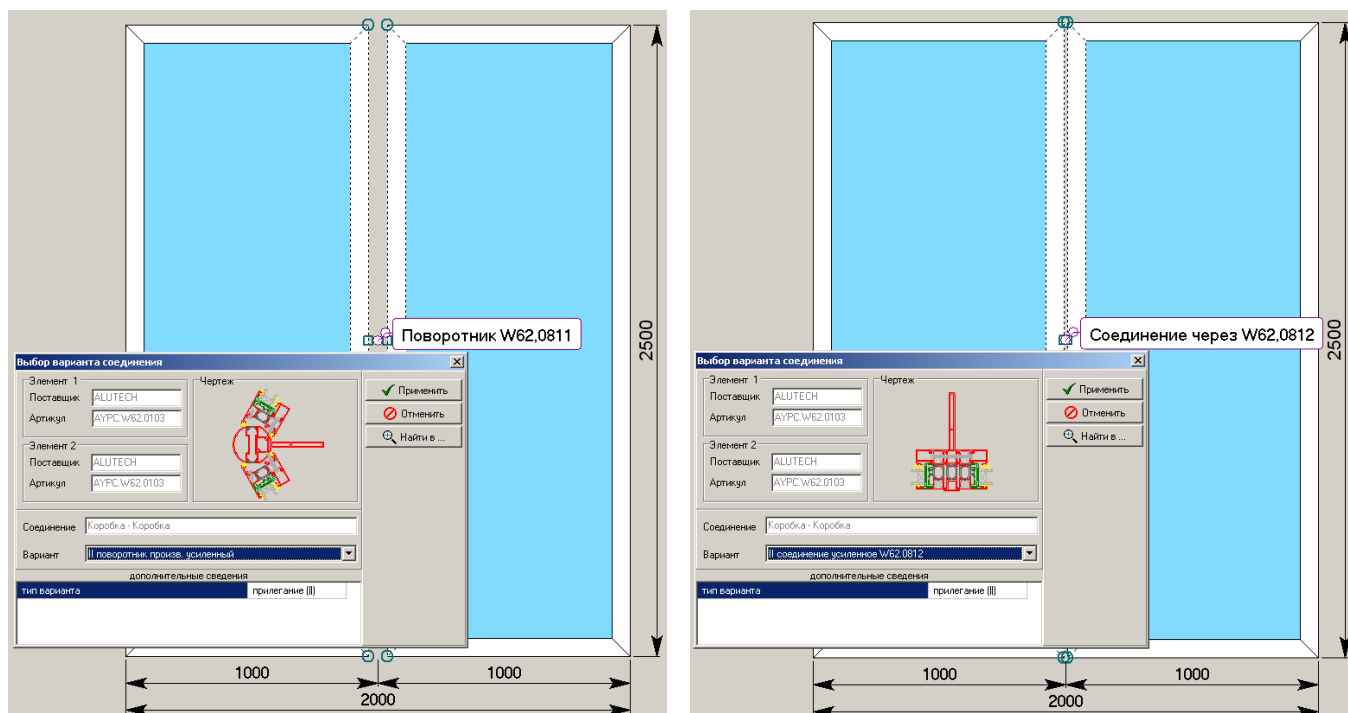 Поворотник W62,0811
2500
Выбор варианта соединения
Элемент 1
Поставщик
ALUTECH
Артикул
AYPC.W62.0103
Элемент 2
Поставщик
ALUTECH
Артикул
AYPC.W62.0103
Чертеж
Применить
Отменить
Найти в ...
Соединение
Коробка - Коробка
Вариант
|| поворотник произв. усиленный
дополнительные сведения
тип варианта
прилегание (||)
1000
1000
2000
Соединение через W62,0812
2500
Выбор варианта соединения
Элемент 1
Поставщик
ALUTECH
Артикул
AYPC.W62.0103
Элемент 2
Поставщик
ALUTECH
Артикул
AYPC.W62.0103
Чертеж
Применить
Отменить
Найти в ...
Соединение
Коробка - Коробка
Вариант
|| соединение усиленное W62.0812
дополнительные сведения
тип варианта
прилегание (||)
1000
1000
2000